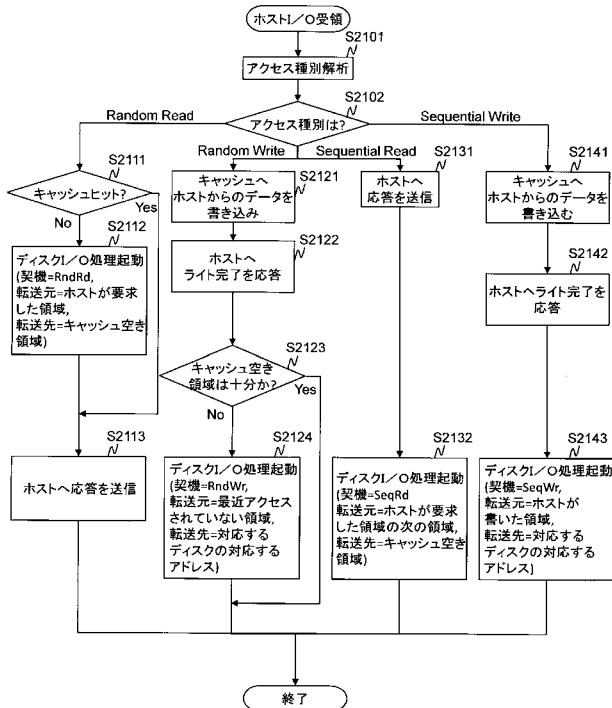 ホストI/O受領
S2101
アクセス種別解析
S2102
アクセス種別は?
Random Read
Sequential Write
Random Write
Sequential Read
S2111
キャッシュヒット?
No
Yes
S2112
ディスクI/O処理起動
(契機=RndRd,
転送元=ホストが要求
した領域,
転送先=キャッシュ空き
領域)
S2113
ホストへ応答を送信
S2121
キャッシュへ
ホストからのデータを
書き込み
S2122
ホストへ
ライト完了を応答
S2123
キャッシュ空き
領域は十分か?
Yes
No
S2124
ディスクI/O処理起動
(契機=RndWr,
転送元=最近アクセス
されていない領域,
転送先=対応する
ディスクの対応する
アドレス)
S2131
ホストへ
応答を送信
S2132
ディスクI/O処理起動
(契機=SeqRd
転送元=ホストが要求
した領域の次の領域,
転送先=キャッシュ空き
領域)
S2141
キャッシュへ
ホストからのデータを
書き込む
S2142
ホストへライト完了を
応答
S2143
ディスクI/O処理起動
(契機=SeqWr,
転送元=ホストが
書いた領域,
転送先=対応する
ディスクの対応する
アドレス)
終了